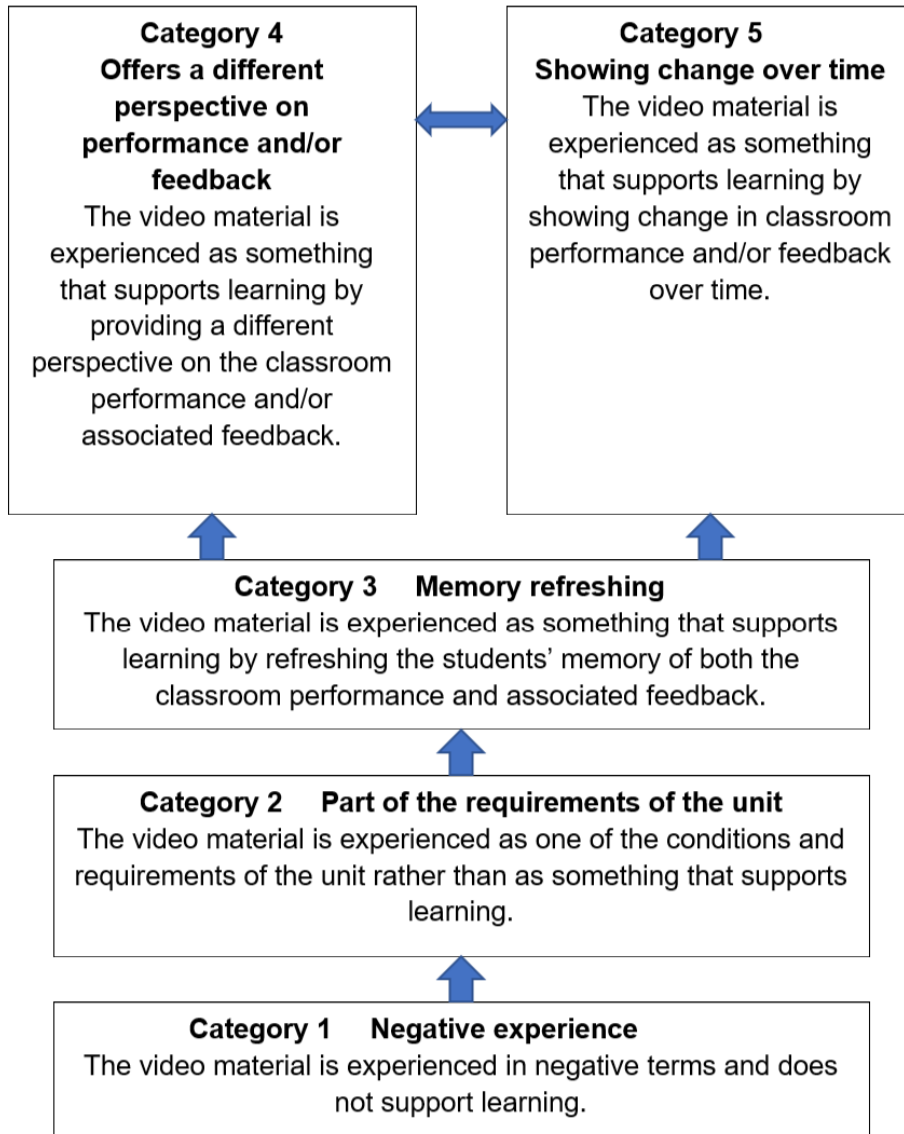 Category 4
Offers a different
perspective on
performance and/or
feedback
The video material is
experienced as something
that supports learning by
providing a different
perspective on the classroom
performance and/or
associated feedback.
Category 5
Showing change over time
The video material is
experienced as something
that supports learning by
showing change in classroom
performance and/or feedback
over time.
Category 3 Memory refreshing
The video material is experienced as something that supports
learning by refreshing the students’ memory of both the
classroom performance and associated feedback.
Category 2 Part of the requirements of the unit
The video material is experienced as one of the conditions and
requirements of the unit rather than as something that supports
learning.
Category 1 Negative experience
The video material is experienced in negative terms and does
not support learning.